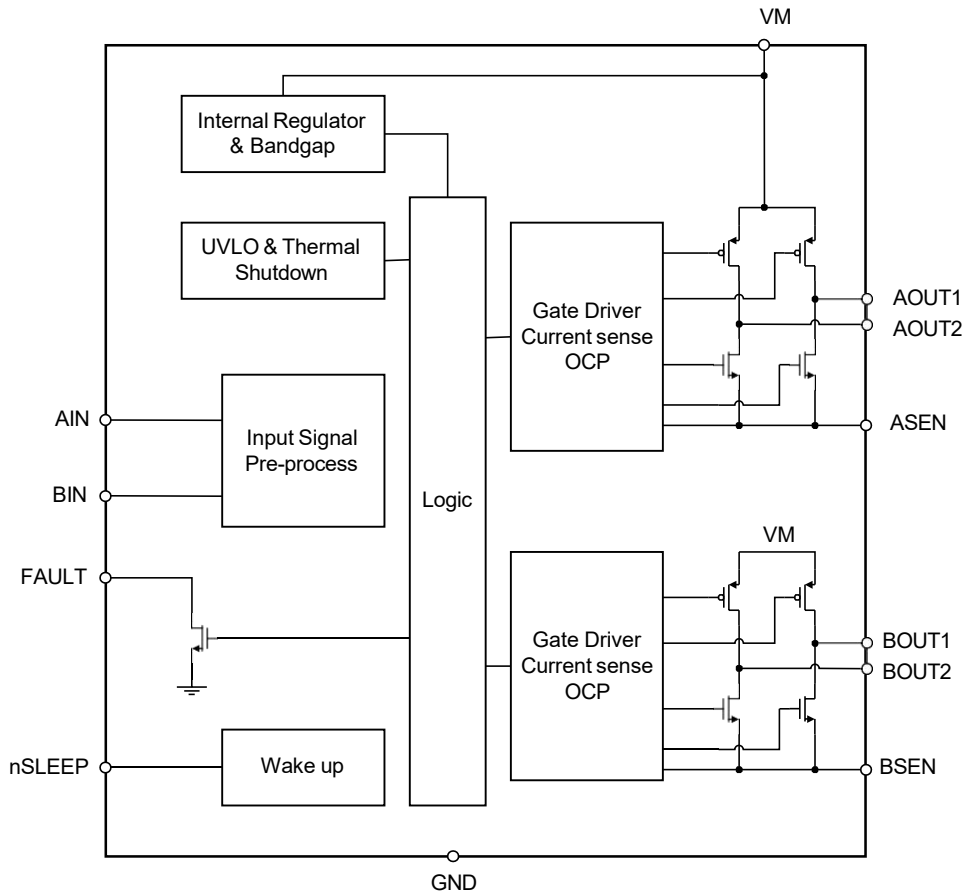 VM
Internal Regulator
& Bandgap
UVLO & Thermal
Shutdown
Gate Driver
Current sense
OCP
AOUT1
AOUT2
AIN
Input Signal
Pre-process
ASEN
BIN
Logic
VM
FAULT
Gate Driver
Current sense
OCP
BOUT1
BOUT2
nSLEEP
Wake up
BSEN
GND